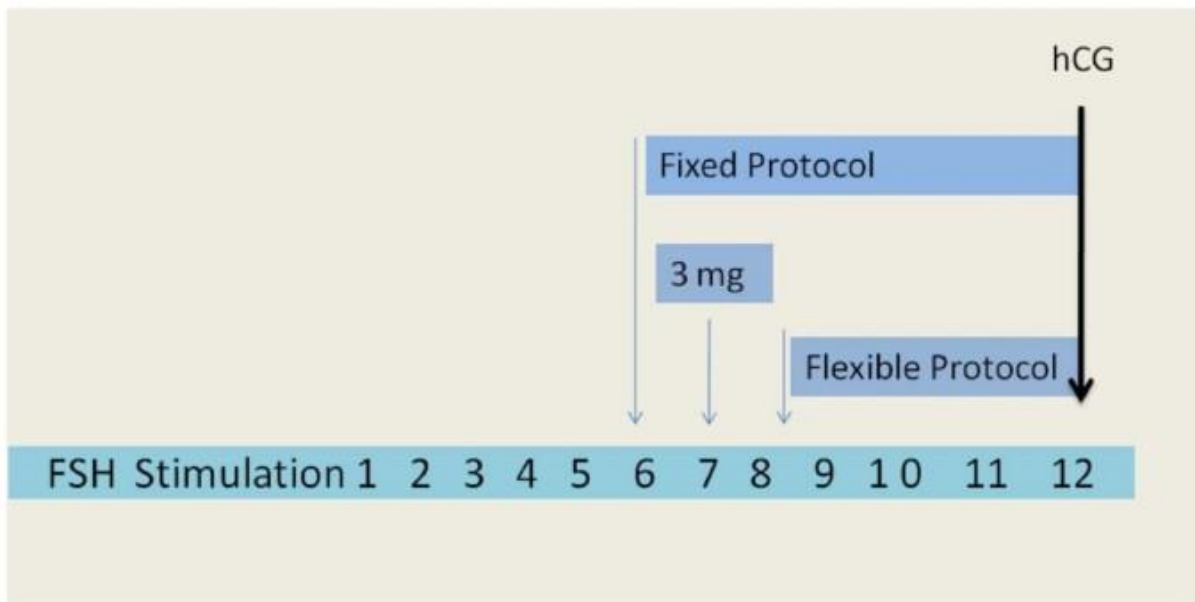 hCG
Fixed Protocol
3 mg
Flexible Protocol
FSH Stimulation 1 2 3 4 5 6 7 8 9 1 0 11 12